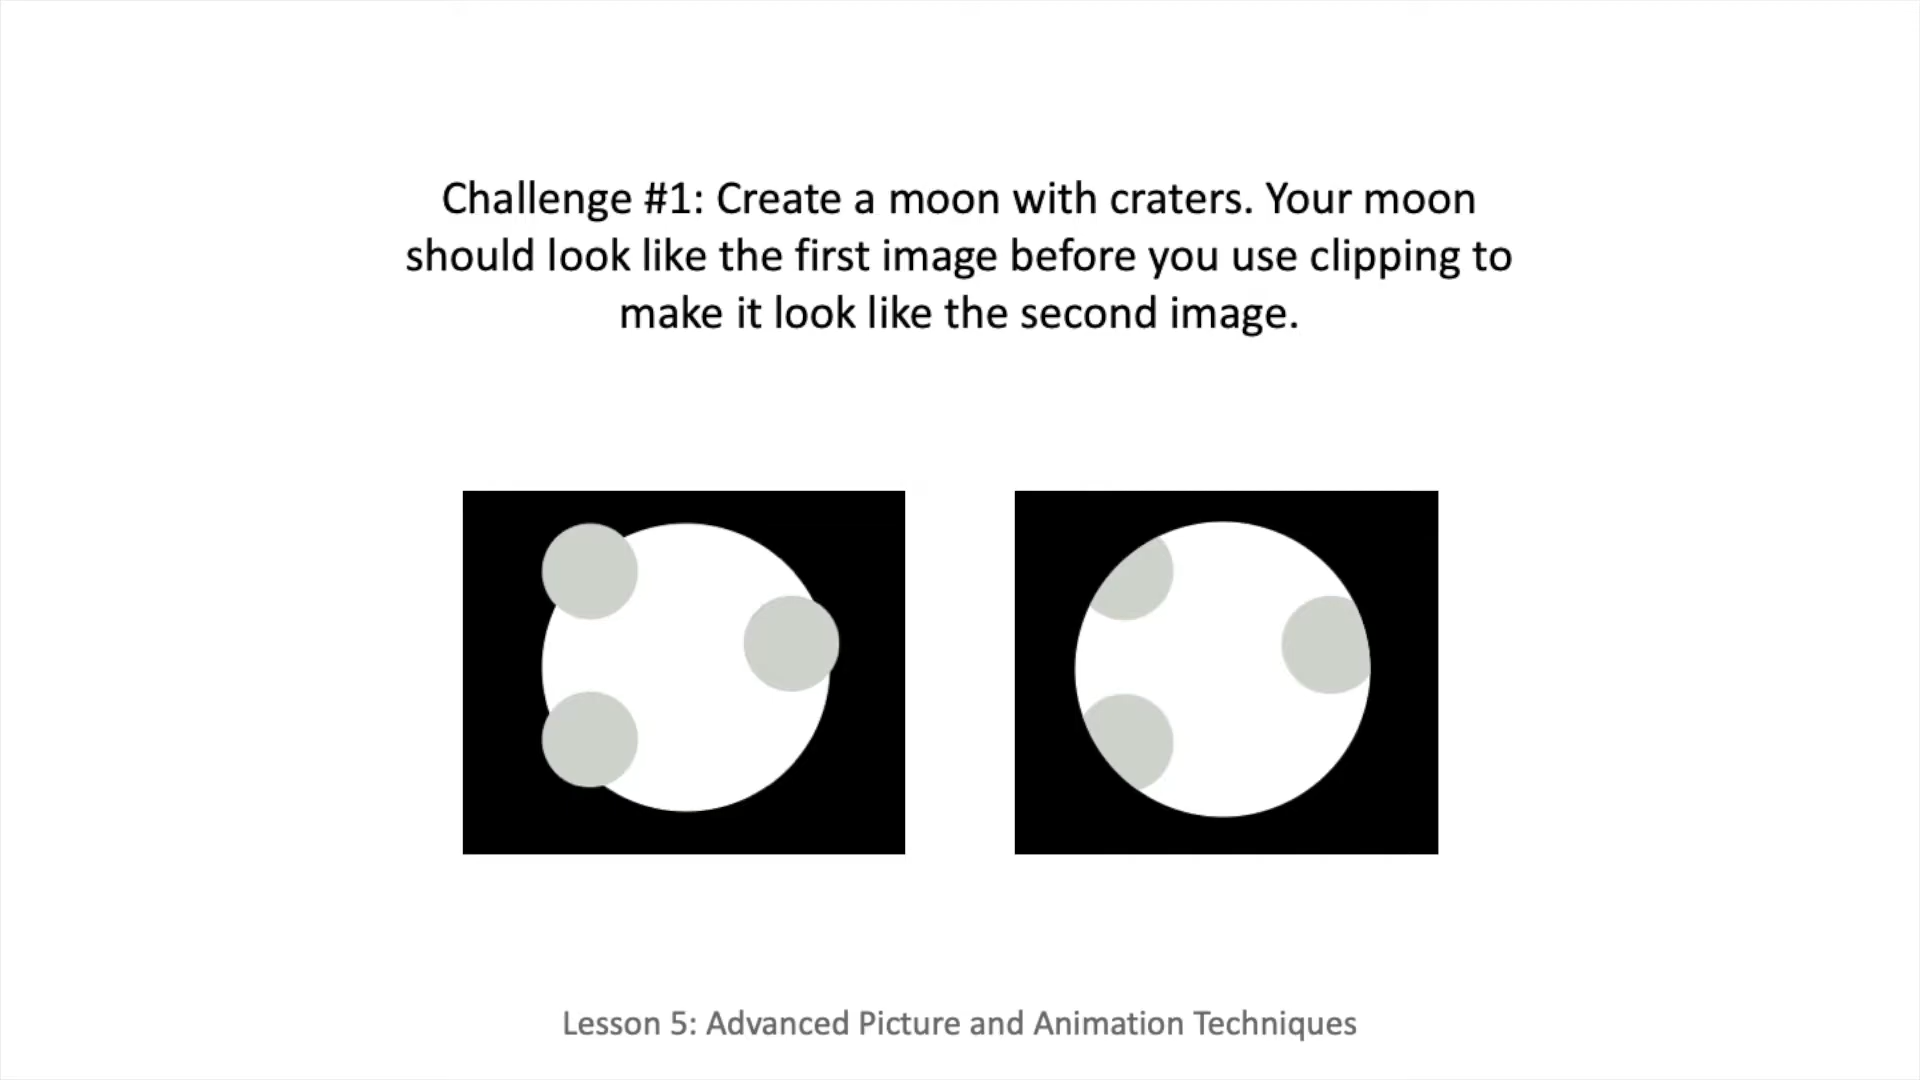 Challenge #1: Create a moon with craters. Your moon
should look like the first image before you use clipping to
make it look like the second image.
Lesson 5: Advanced Picture and Animation Techniques